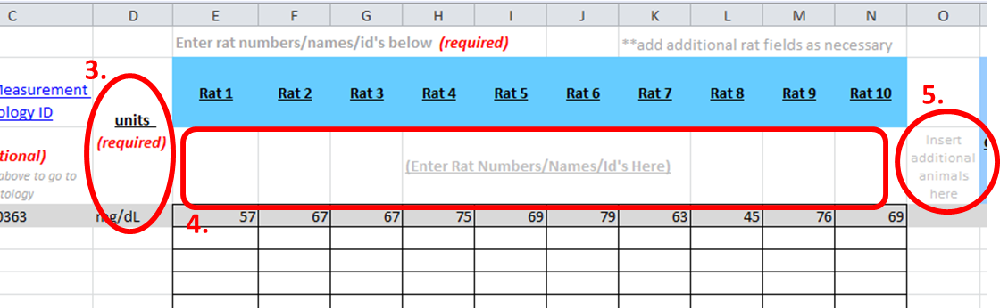 C D E F G H I J K L M N O
Enter rat numbers/names/id's below (required) **add additional rat fields as necessary
3. 5.
Measurement
ology ID
units
(required)
Rat 1 Rat 2 Rat 3 Rat 4 Rat 5 Rat 6 Rat 7 Rat 8 Rat 9 Rat 10
tional)
above to go to
tology
(Enter Rat Numbers/Names/Id's Here)
Insert
additional
animals
here
0363 mg/dL 57 67 67 75 69 79 63 45 76 69
4.